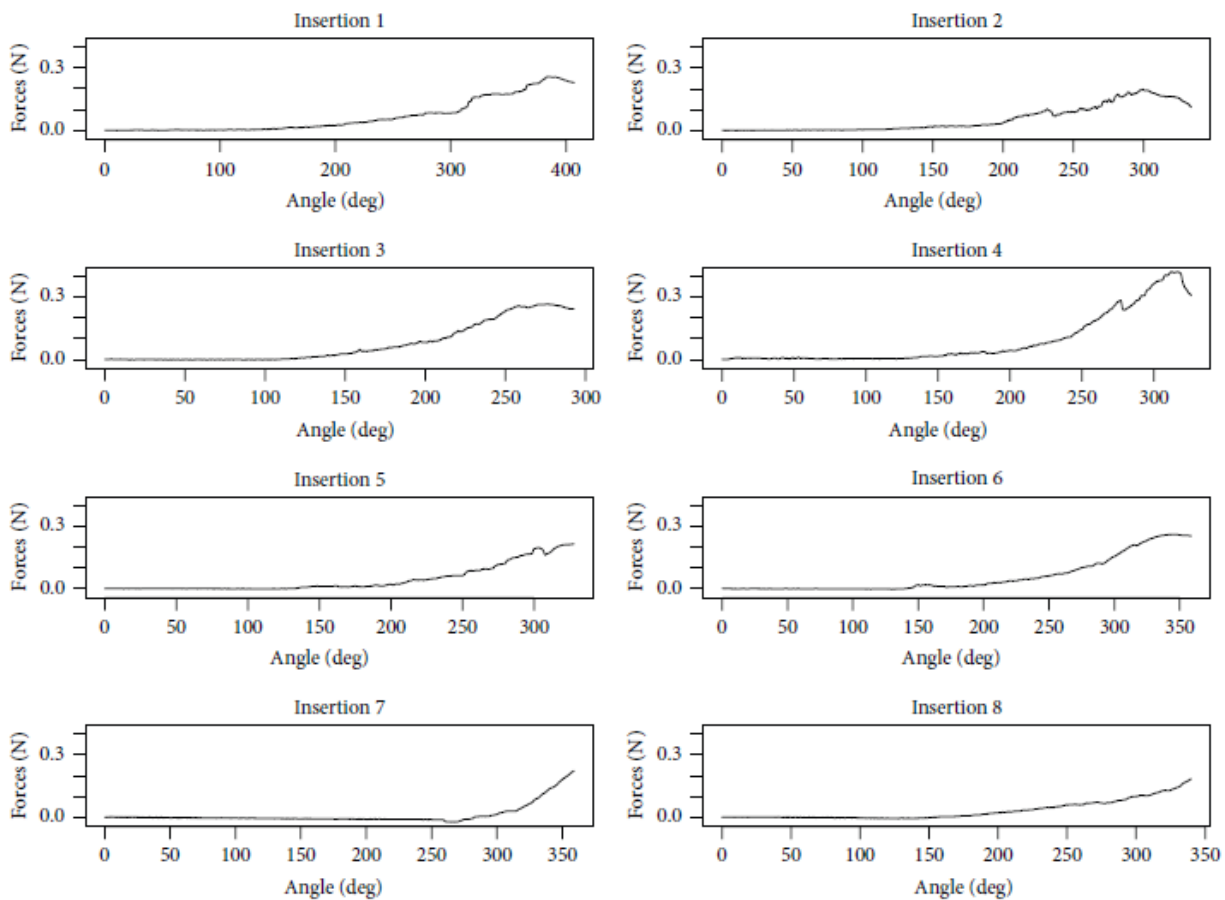 Insertion 1
Forces (N)
0.3
0.0
0 100 200 300 400
Angle (deg)
Insertion 2
Forces (N)
0.3
0.0
0 50 100 150 200 250 300
Angle (deg)
Insertion 3
Forces (N)
0.3
0.0
0 50 100 150 200 250 300
Angle (deg)
Insertion 4
Forces (N)
0.3
0.0
0 50 100 150 200 250 300
Angle (deg)
Insertion 5
Forces (N)
0.3
0.0
0 50 100 150 200 250 300
Angle (deg)
Insertion 6
Forces (N)
0.3
0.0
0 50 100 150 200 250 300 350
Angle (deg)
Insertion 7
Forces (N)
0.3
0.0
0 50 100 150 200 250 300 350
Angle (deg)
Insertion 8
Forces (N)
0.3
0.0
0 50 100 150 200 250 300 350
Angle (deg)